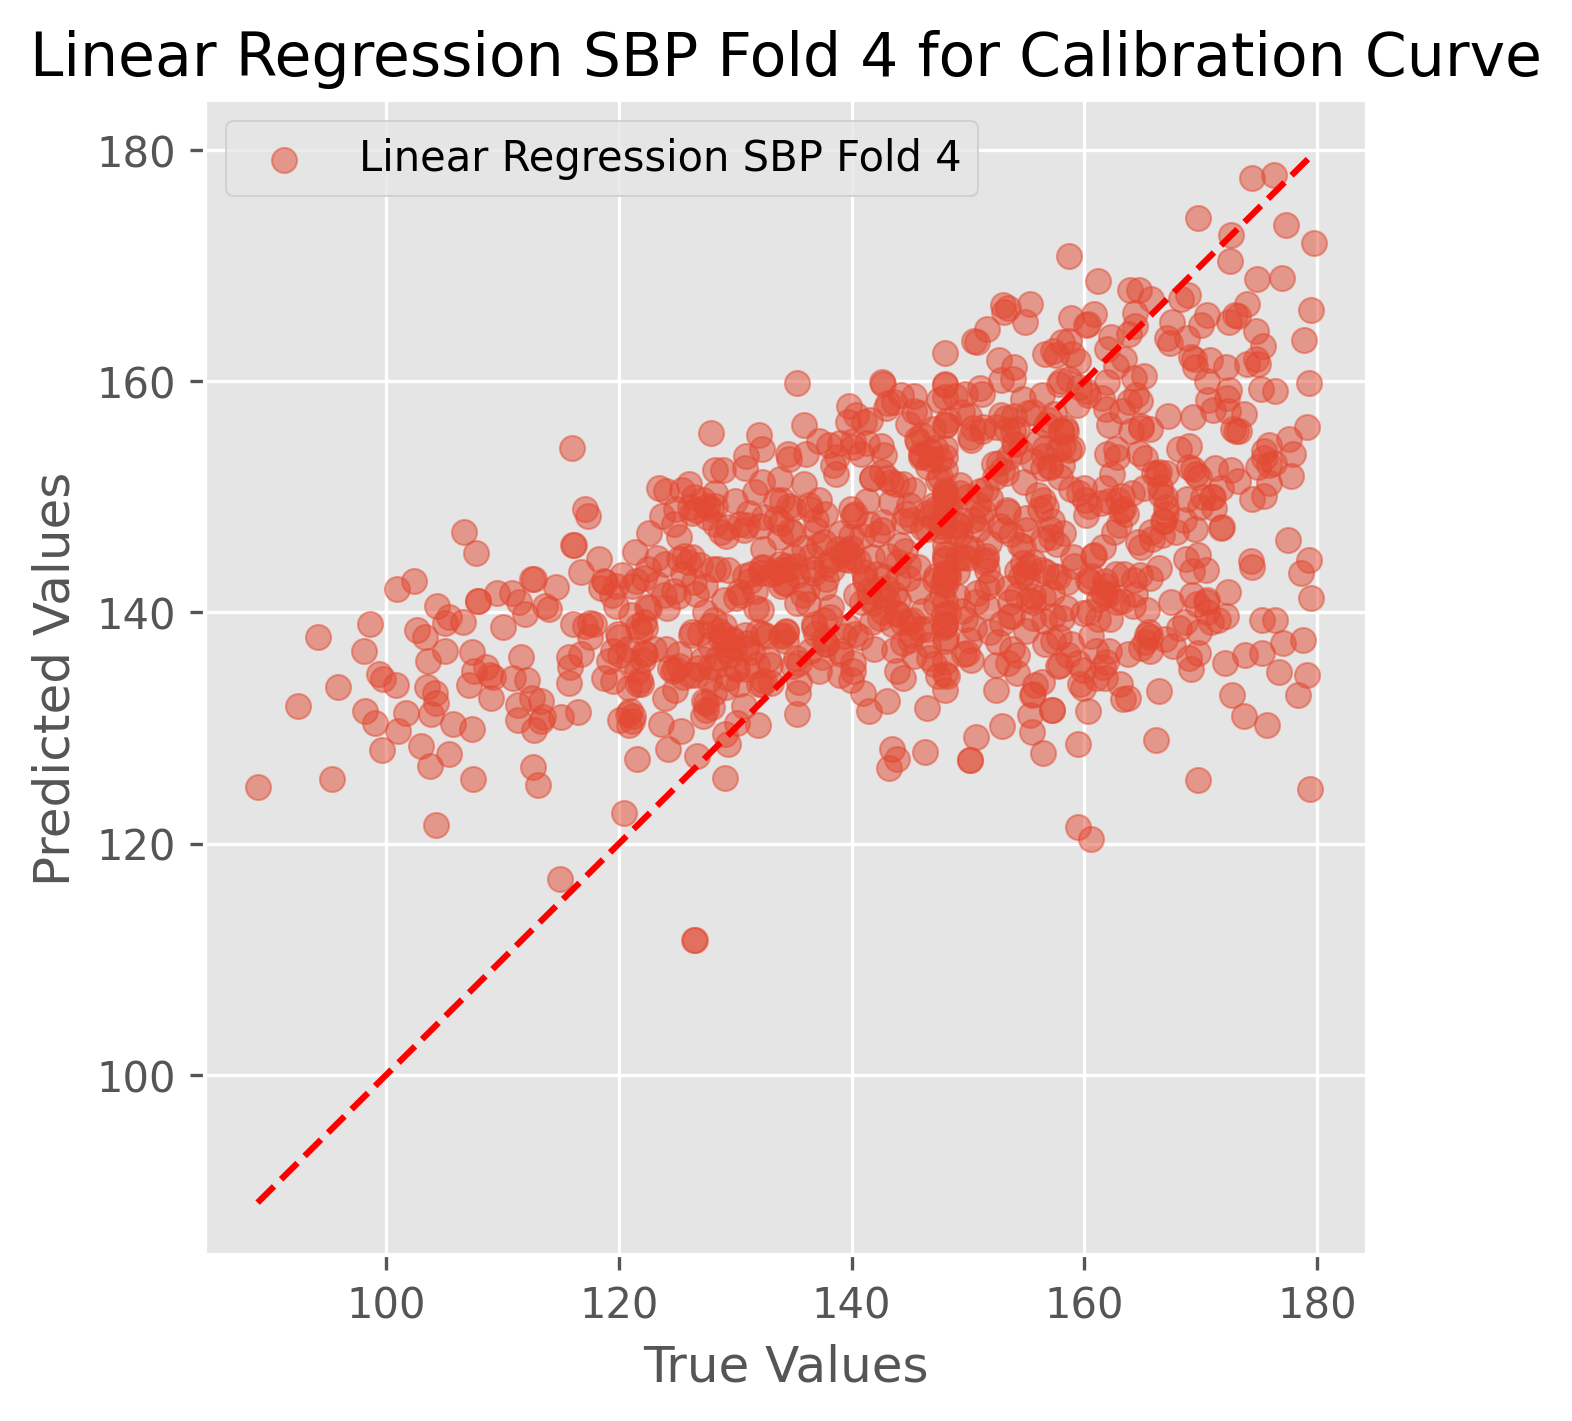 Linear Regression SBP Fold 4 for Calibration Curve
Linear Regression SBP Fold 4
180
160
140
120
100
Predicted Values
100 120 140 160 180
True Values